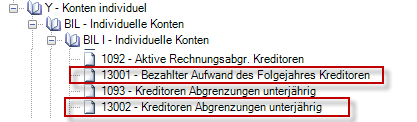 Y - Konten individuel
BIL - Individuelle Konten
BIL I - Individuelle Konten
1092 - Aktive Rechnungsabgr. Kreditoren
13001 - Bezahlter Aufwand des Folgejahres Kreditoren
1093 - Kreditoren Abgrenzungen unterjährig
13002 - Kreditoren Abgrenzungen unterjährig